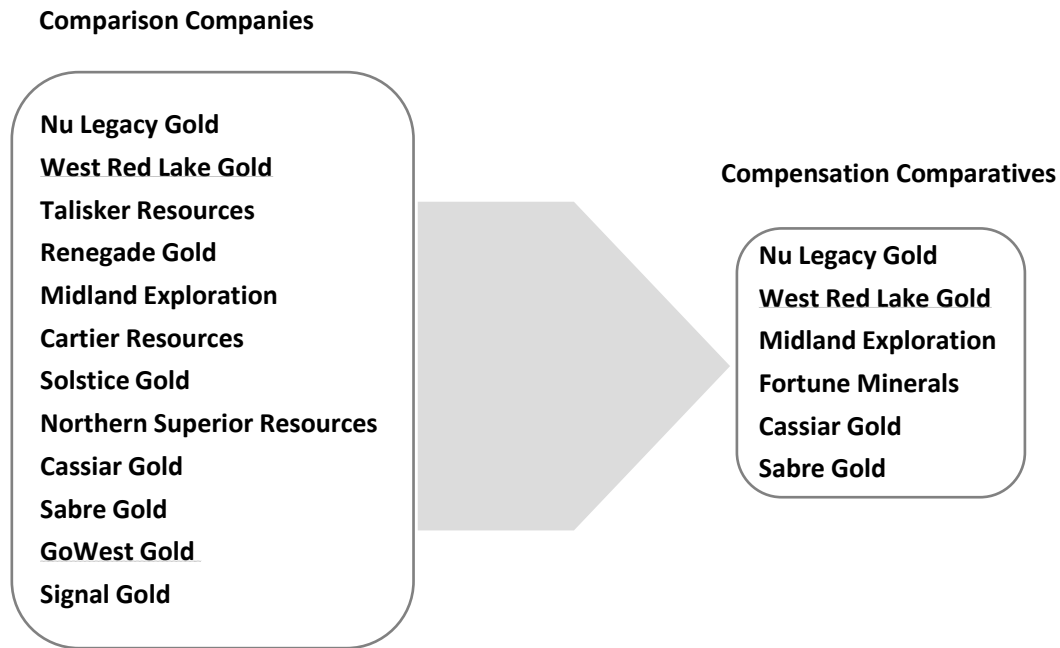 Comparison Companies
Nu Legacy Gold
West Red Lake Gold
Talisker Resources
Renegade Gold
Midland Exploration
Cartier Resources
Solstice Gold
Northern Superior Resources
Cassiar Gold
Sabre Gold
GoWest Gold
Signal Gold
Compensation Comparatives
Nu Legacy Gold
West Red Lake Gold
Midland Exploration
Fortune Minerals
Cassiar Gold
Sabre Gold